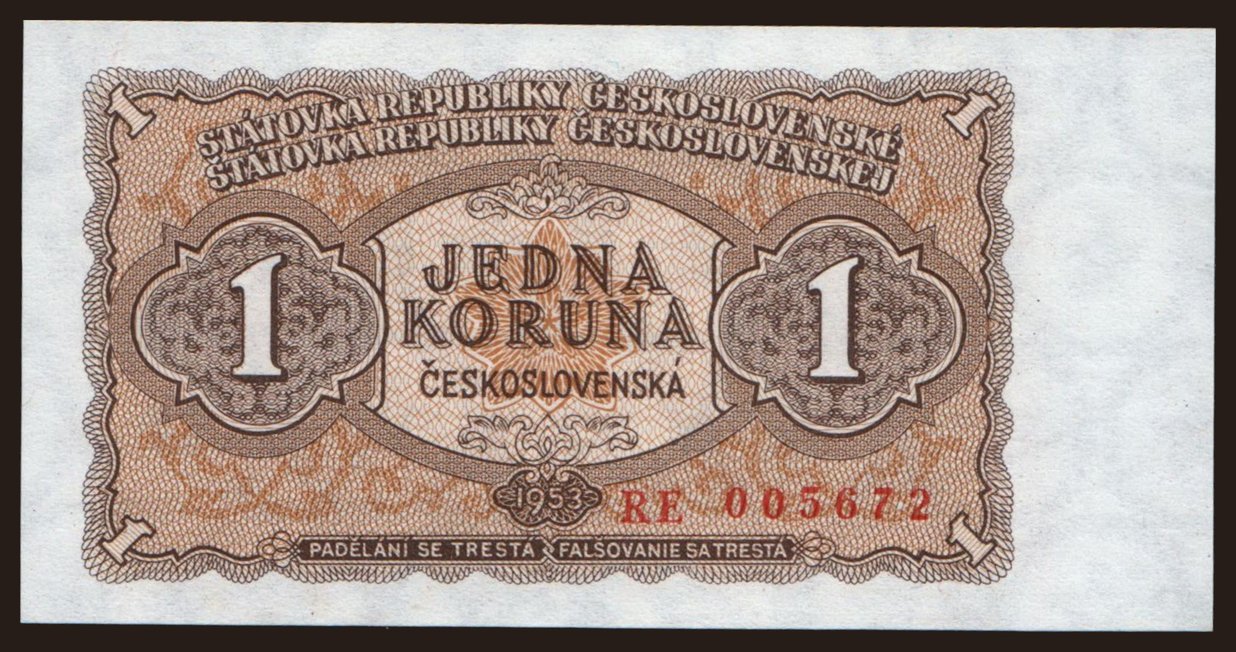 1 1
STÁTOVKA REPUBLIKY ČESKOSLOVENSKÉ
ŠTÁTOVKA REPUBLIKY ČESKOSLOVENSKEJ
1 JEDNA 1
KORUNA
ČESKOSLOVENSKÁ
1953 RE 005672
1 PADĚLÁNÍ SE TRESTÁ FALŠOVANIE SA TRESTÁ 1